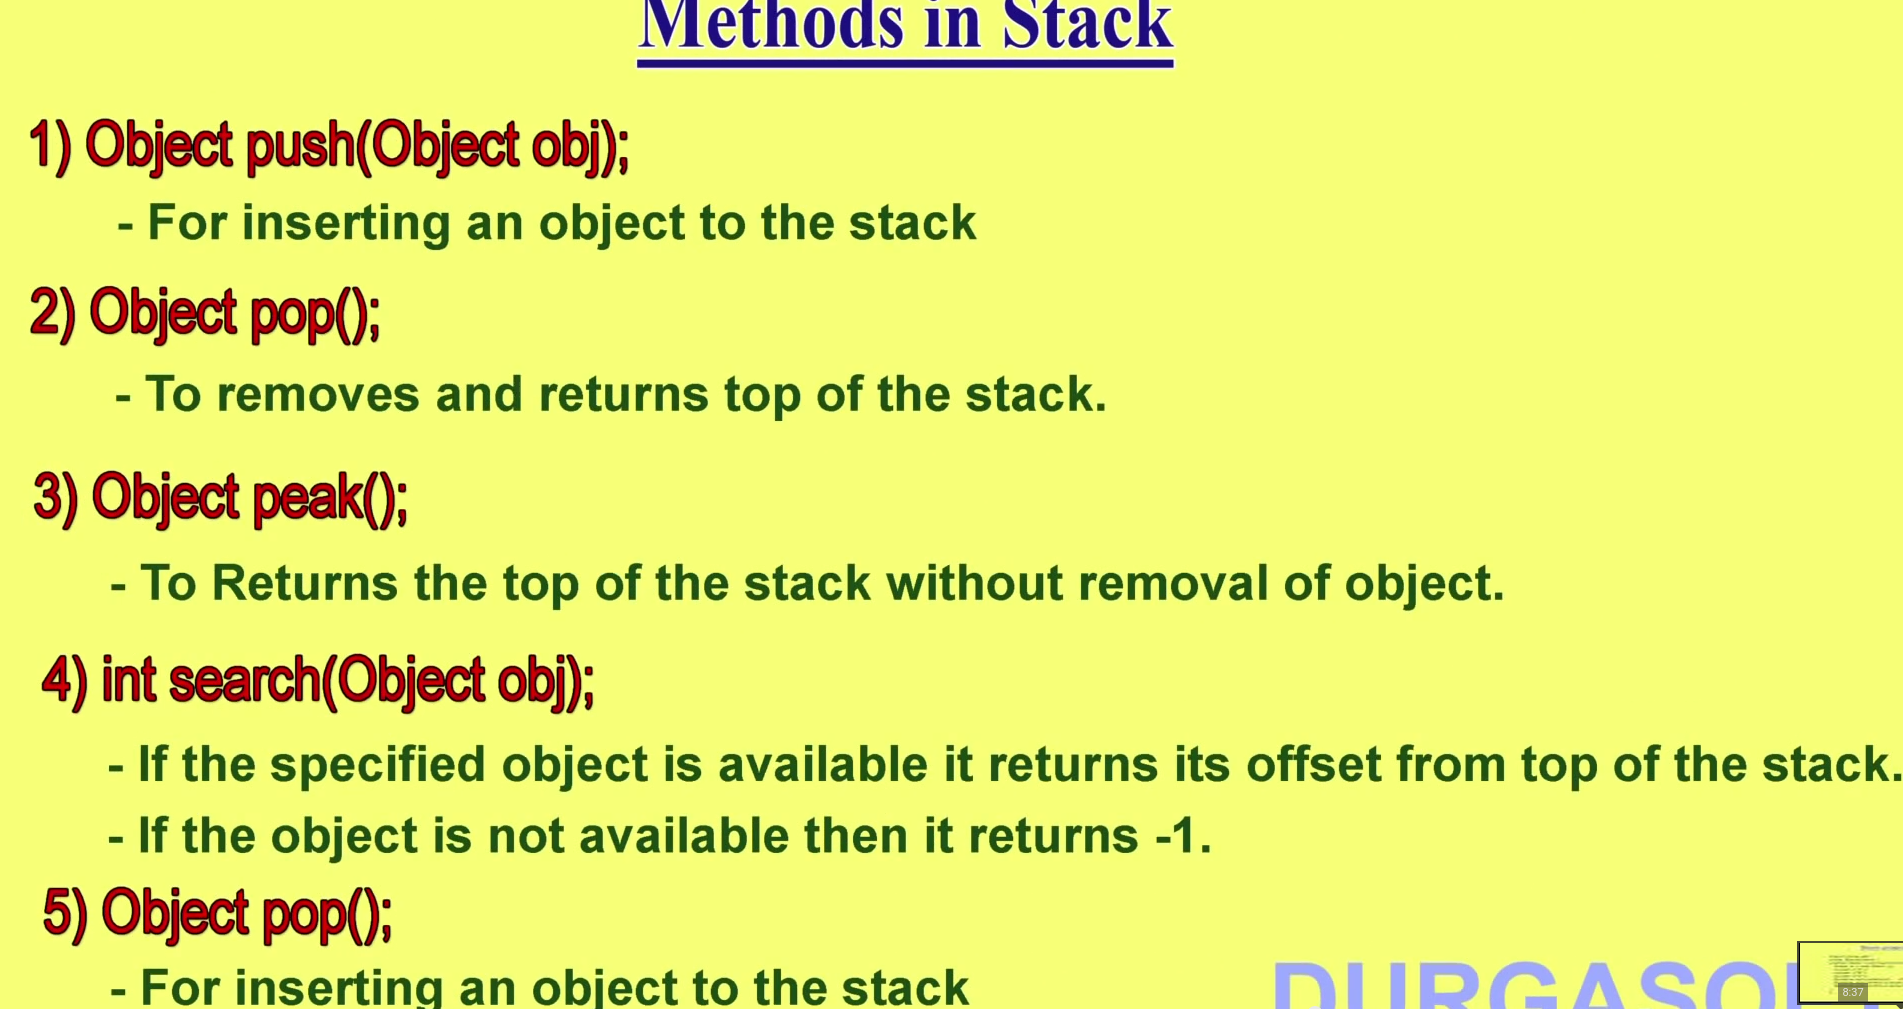 Methods in Stack
1) Object push(Object obj);
- For inserting an object to the stack
2) Object pop();
- To removes and returns top of the stack.
3) Object peak();
- To Returns the top of the stack without removal of object.
4) int search(Object obj);
- If the specified object is available it returns its offset from top of the stack.
- If the object is not available then it returns -1.
5) Object pop();
- For inserting an object to the stack
DURGASO
8:37